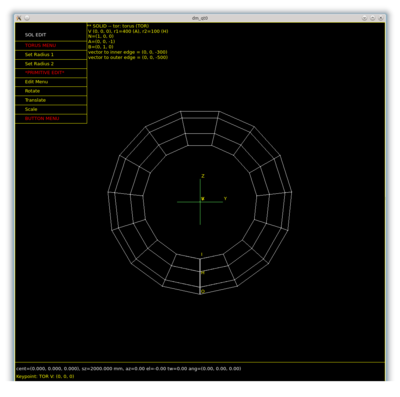 dm_ogl0
SOL EDIT
** SOLID -- tor: torus (TOR)
V (0, 0, 0), r1=400 (A), r2=100 (H)
N=(1, 0, 0)
A=(0, 0, -1)
B=(0, 1, 0)
vector to inner edge = (0, 0, -300)
vector to outer edge = (0, 0, -500)
TORUS MENU
Set Radius 1
Set Radius 2
*PRIMITIVE EDIT*
Edit Menu
Rotate
Translate
Scale
BUTTON MENU
Z
Y
I
H
O
cent=(0.000, 0.000, 0.000), sz=2000.000 mm, az=0.00 el=-0.00 tw=0.00 ang=(0.00, 0.00, 0.00)
Keypoint: TOR V: (0, 0, 0)